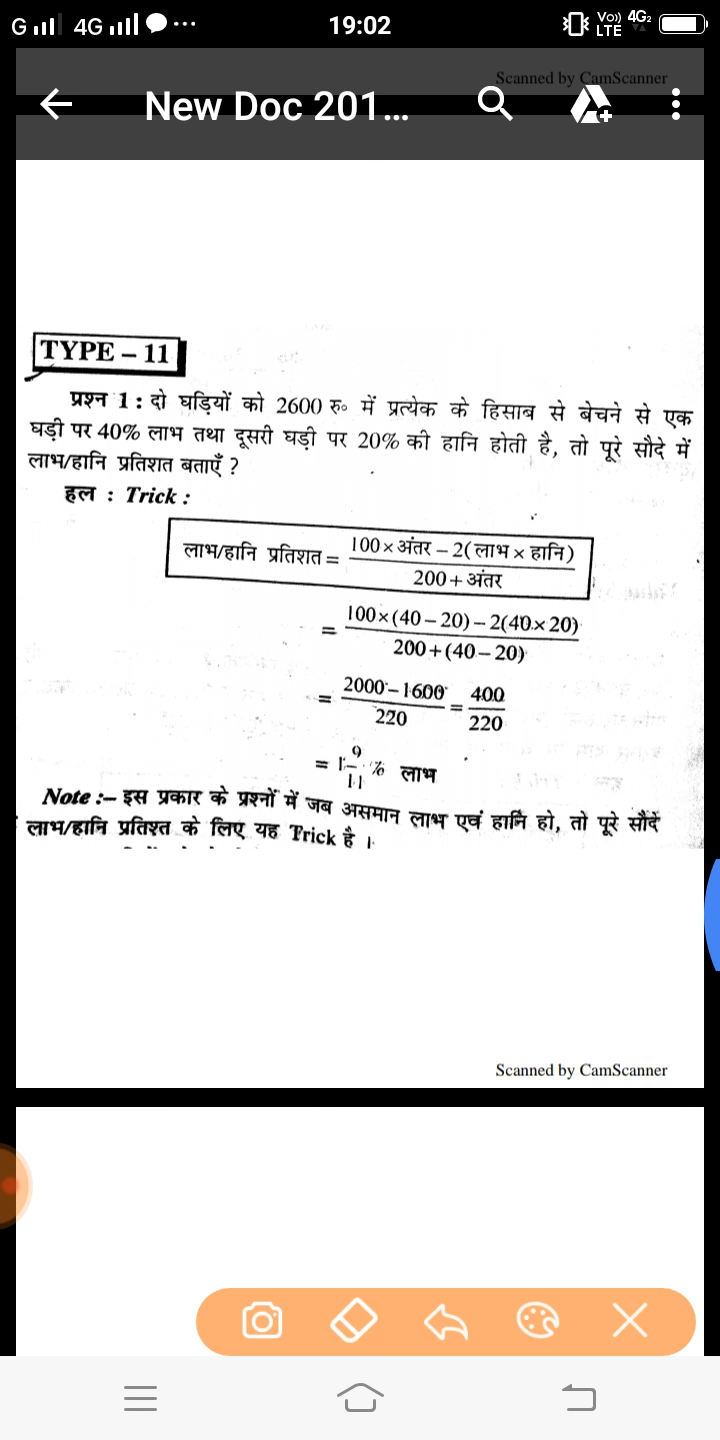 G 4G ... 19:02 Vo)) LTE 4G2
Scanned by CamScanner
New Doc 201...
TYPE – 11
प्रश्न 1 : दो घड़ियों को 2600 रु० में प्रत्येक के हिसाब से बेचने से एक
घड़ी पर 40% लाभ तथा दूसरी घड़ी पर 20% की हानि होती है, तो पूरे सौदे में
लाभ/हानि प्रतिशत बताएँ ?
हल : Trick :
लाभ/हानि प्रतिशत = 100 × अंतर – 2( लाभ × हानि ) / 200 + अंतर
= 100×(40 – 20) – 2(40×20) / 200+(40 – 20)
= 2000 – 1600 / 220 = 400 / 220
= 1 9/11 % लाभ
Note :– इस प्रकार के प्रश्नों में जब असमान लाभ एवं हानि हो, तो पूरे सौदे
लाभ/हानि प्रतिश्त के लिए यह Trick है ।
Scanned by CamScanner